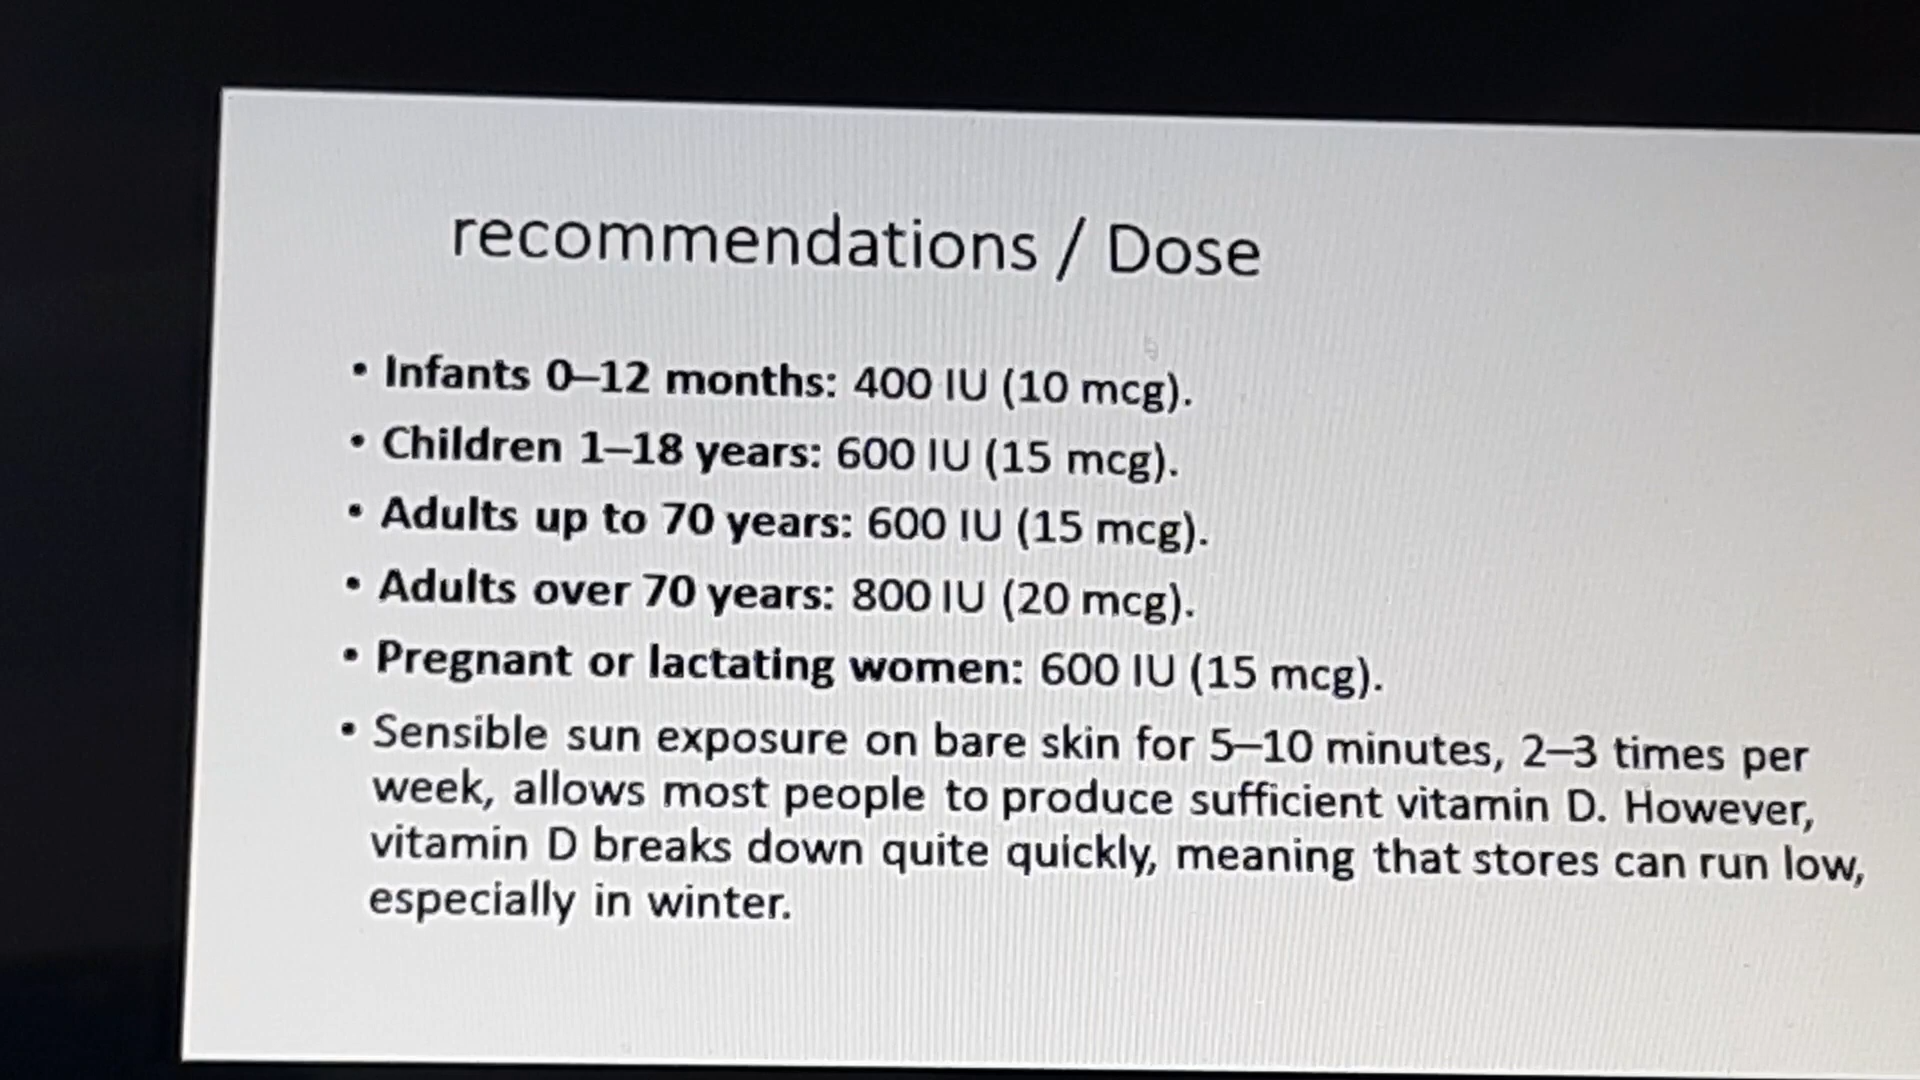 recommendations / Dose
• Infants 0–12 months: 400 IU (10 mcg).
• Children 1–18 years: 600 IU (15 mcg).
• Adults up to 70 years: 600 IU (15 mcg).
• Adults over 70 years: 800 IU (20 mcg).
• Pregnant or lactating women: 600 IU (15 mcg).
• Sensible sun exposure on bare skin for 5–10 minutes, 2–3 times per
week, allows most people to produce sufficient vitamin D. However,
vitamin D breaks down quite quickly, meaning that stores can run low,
especially in winter.